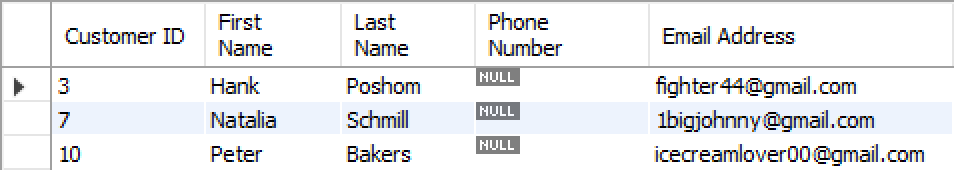 Customer ID First Name Last Name Phone Number Email Address
3 Hank Poshom NULL fighter44@gmail.com
7 Natalia Schmill NULL 1bigjohnny@gmail.com
10 Peter Bakers NULL icecreamlover00@gmail.com